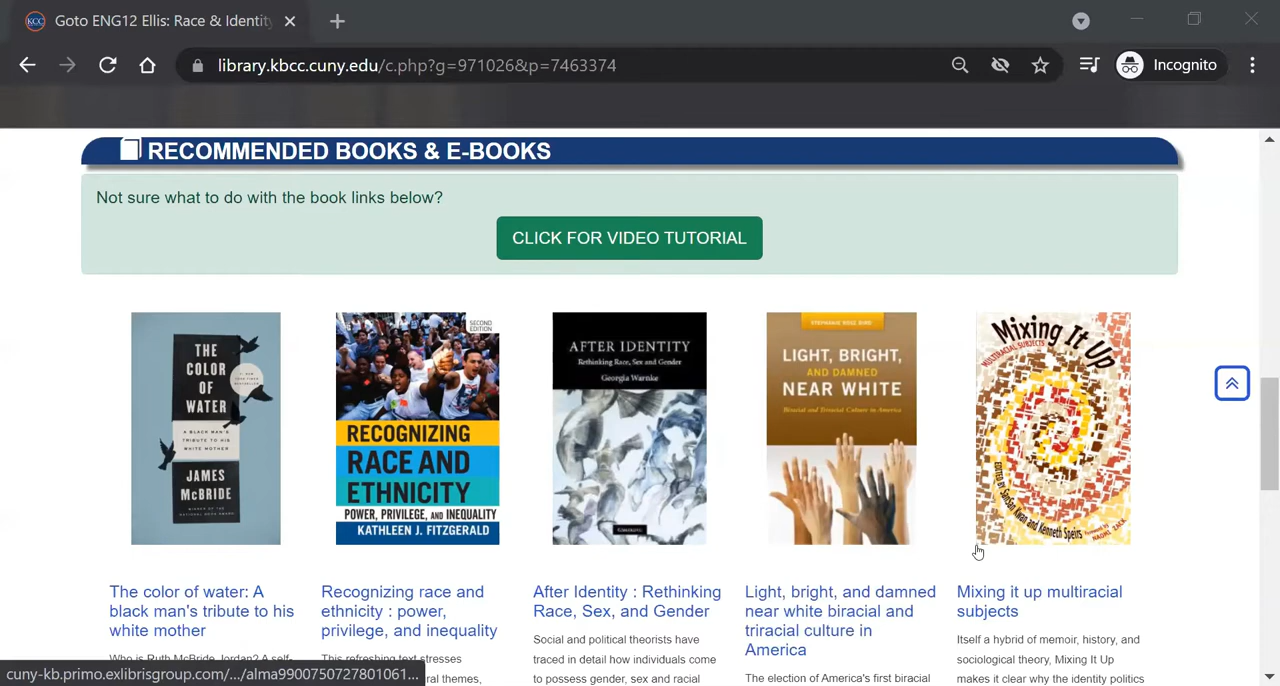 Goto ENG12 Ellis: Race & Identity
library.kbcc.cuny.edu/c.php?g=971026&p=7463374
Incognito
RECOMMENDED BOOKS & E-BOOKS
Not sure what to do with the book links below?
CLICK FOR VIDEO TUTORIAL
THE
COLOR
OF
WATER
A BLACK MAN'S
TRIBUTE TO HIS
WHITE MOTHER
JAMES
McBRIDE
SECOND
EDITION
RECOGNIZING
RACE AND
ETHNICITY
POWER, PRIVILEGE, AND INEQUALITY
KATHLEEN J. FITZGERALD
AFTER IDENTITY
Rethinking Race, Sex and Gender
Georgia Warnke
CAMBRIDGE
STEPHANIE ROSE BIRD
LIGHT, BRIGHT,
AND DAMNED
NEAR WHITE
Biracial and Triracial Culture in America
Mixing It Up
MULTIRACIAL SUBJECTS
EDITED BY SanSan Kwan and Kenneth Speirs
Foreword by
NAOMI ZACK
The color of water: A
black man's tribute to his
white mother
Who is Ruth McBride Jordan? A self-
Recognizing race and
ethnicity : power,
privilege, and inequality
This refreshing text stresses
ral themes,
After Identity : Rethinking
Race, Sex, and Gender
Social and political theorists have
traced in detail how individuals come
to possess gender, sex and racial
Light, bright, and damned
near white biracial and
triracial culture in
America
The election of America's first biracial
Mixing it up multiracial
subjects
Itself a hybrid of memoir, history, and
sociological theory, Mixing It Up
makes it clear why the identity politics
cuny-kb.primo.exlibrisgroup.com/.../alma9900750727801061...